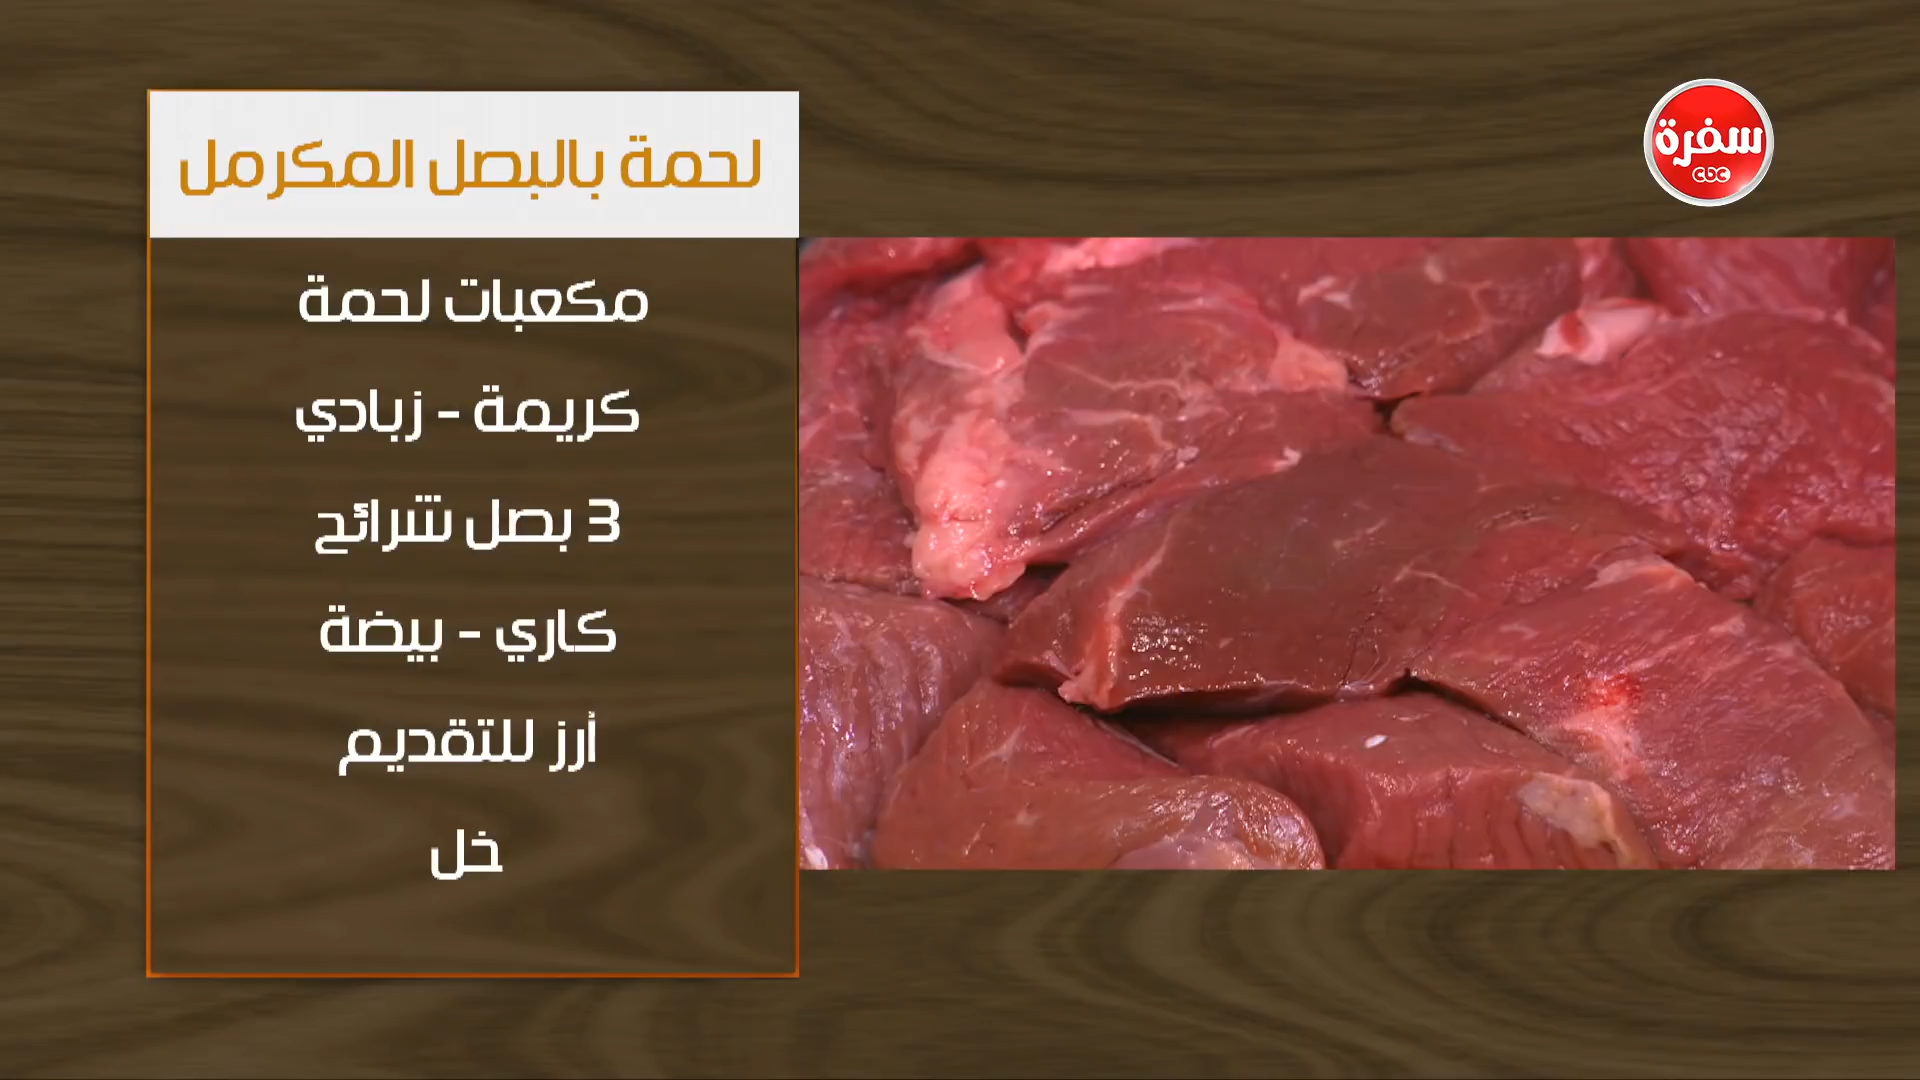 لحمة بالبصل المكرمل
مكعبات لحمة
كريمة - زبادي
3 بصل شرائح
كاري - بيضة
أرز للتقديم
خل
سفرة
cbc